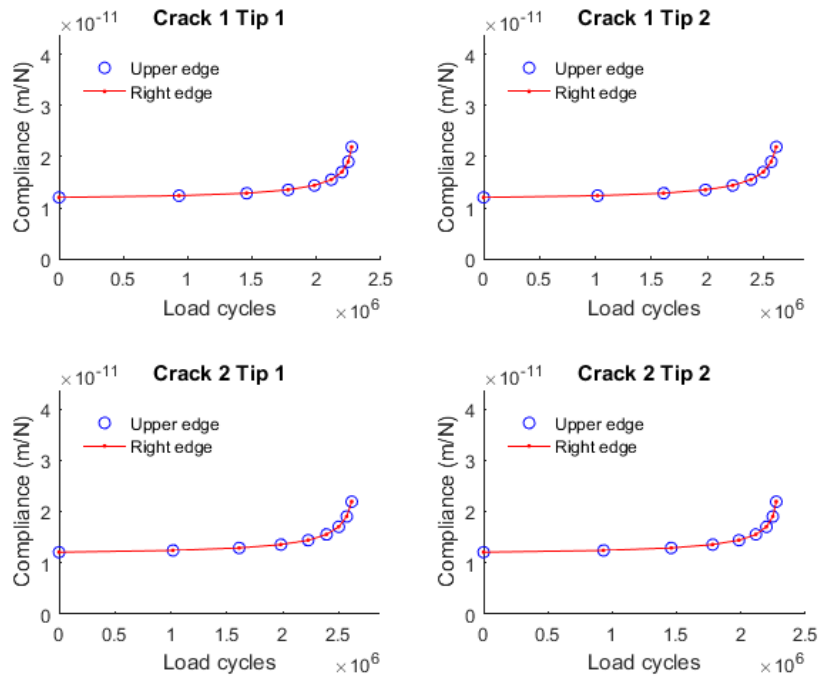 × 10⁻¹¹ Crack 1 Tip 1
4
3
2
1
0
Compliance (m/N)
Upper edge
Right edge
0 0.5 1 1.5 2 2.5
Load cycles × 10⁶
× 10⁻¹¹ Crack 1 Tip 2
4
3
2
1
0
Compliance (m/N)
Upper edge
Right edge
0 0.5 1 1.5 2 2.5
Load cycles × 10⁶
× 10⁻¹¹ Crack 2 Tip 1
4
3
2
1
0
Compliance (m/N)
Upper edge
Right edge
0 0.5 1 1.5 2 2.5
Load cycles × 10⁶
× 10⁻¹¹ Crack 2 Tip 2
4
3
2
1
0
Compliance (m/N)
Upper edge
Right edge
0 0.5 1 1.5 2 2.5
Load cycles × 10⁶